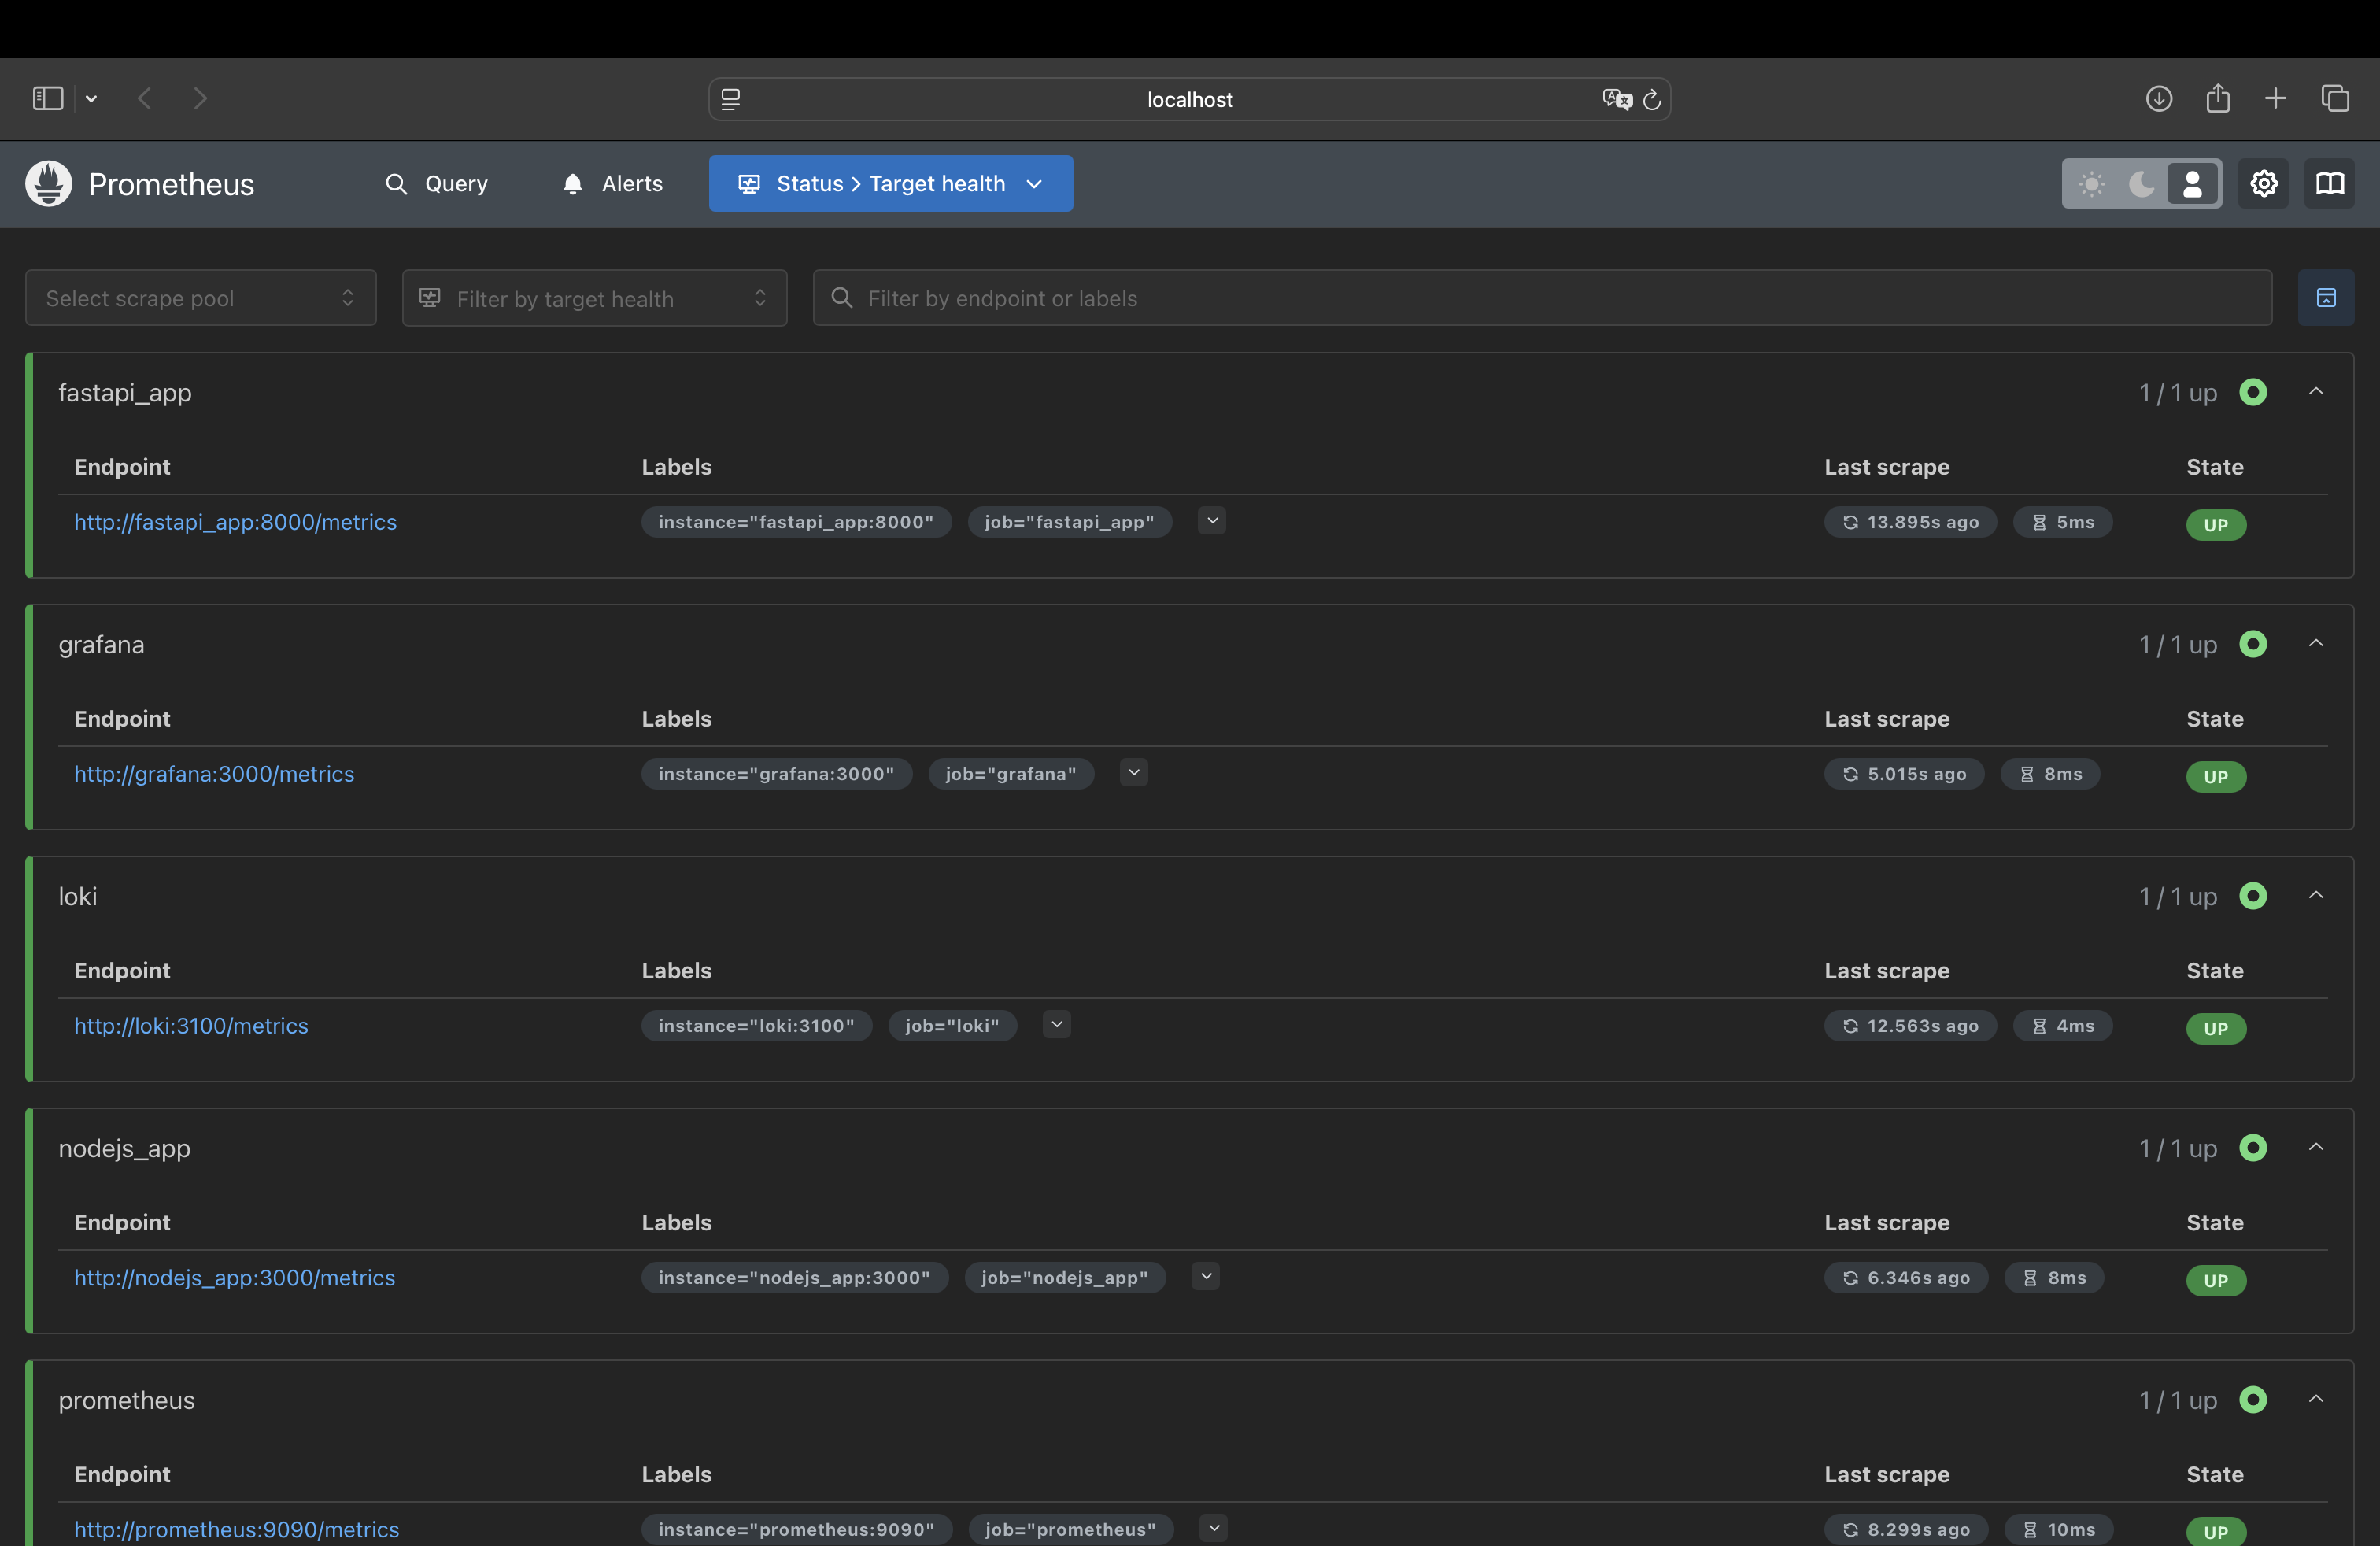 localhost
Prometheus Query Alerts Status > Target health
Select scrape pool Filter by target health Filter by endpoint or labels
fastapi_app 1 / 1 up
Endpoint Labels Last scrape State
http://fastapi_app:8000/metrics instance="fastapi_app:8000" job="fastapi_app" 13.895s ago 5ms UP
grafana 1 / 1 up
Endpoint Labels Last scrape State
http://grafana:3000/metrics instance="grafana:3000" job="grafana" 5.015s ago 8ms UP
loki 1 / 1 up
Endpoint Labels Last scrape State
http://loki:3100/metrics instance="loki:3100" job="loki" 12.563s ago 4ms UP
nodejs_app 1 / 1 up
Endpoint Labels Last scrape State
http://nodejs_app:3000/metrics instance="nodejs_app:3000" job="nodejs_app" 6.346s ago 8ms UP
prometheus 1 / 1 up
Endpoint Labels Last scrape State
http://prometheus:9090/metrics instance="prometheus:9090" job="prometheus" 8.299s ago 10ms UP